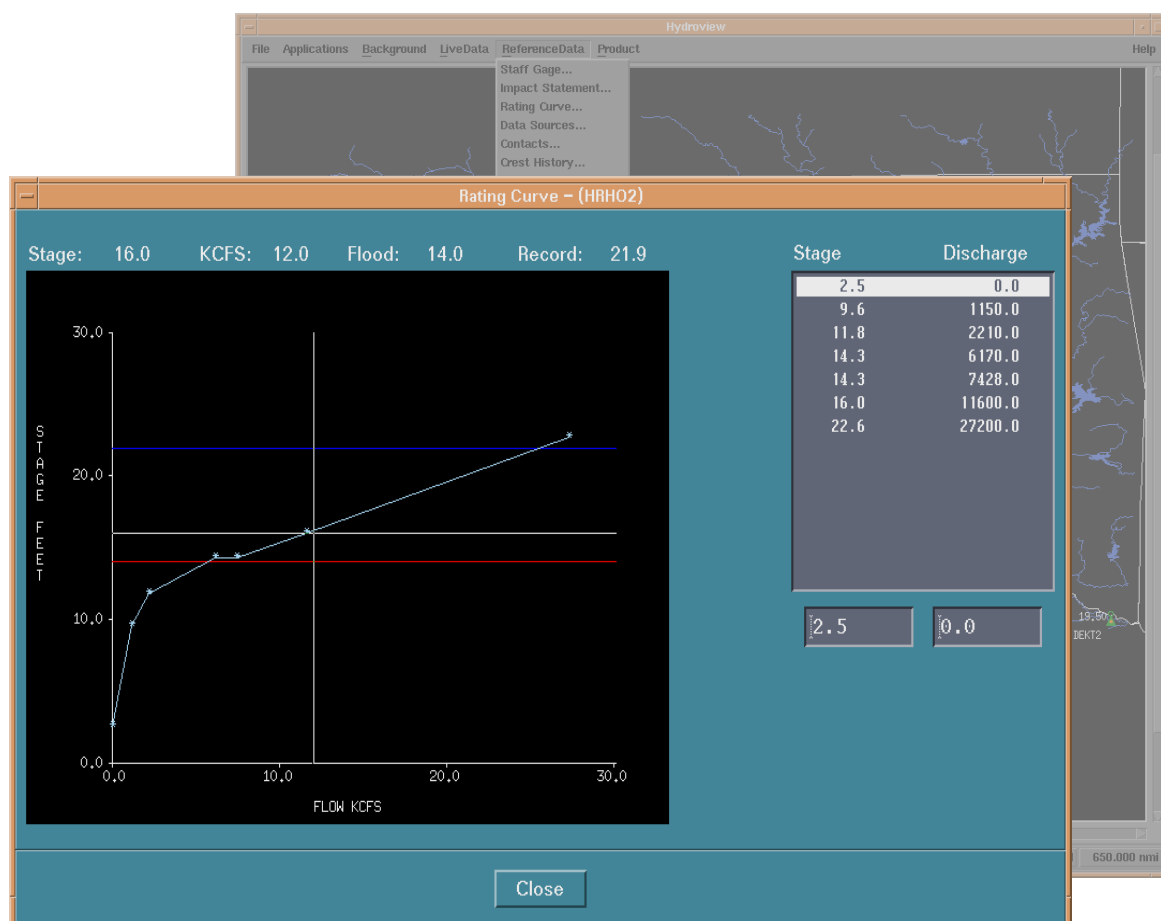 Hydroview
File Applications Background LiveData ReferenceData Product Help
Staff Gage...
Impact Statement...
Rating Curve...
Data Sources...
Contacts...
Crest History...
Rating Curve - (HRHO2)
Stage: 16.0 KCFS: 12.0 Flood: 14.0 Record: 21.9
Stage Discharge
2.5 0.0
9.6 1150.0
11.8 2210.0
14.3 6170.0
14.3 7428.0
16.0 11600.0
22.6 27200.0
2.5 0.0
30.0
20.0
10.0
0.0
STAGE FEET
0.0 10.0 20.0 30.0
FLOW KCFS
19.50
DEKT2
650.000 nmi
Close